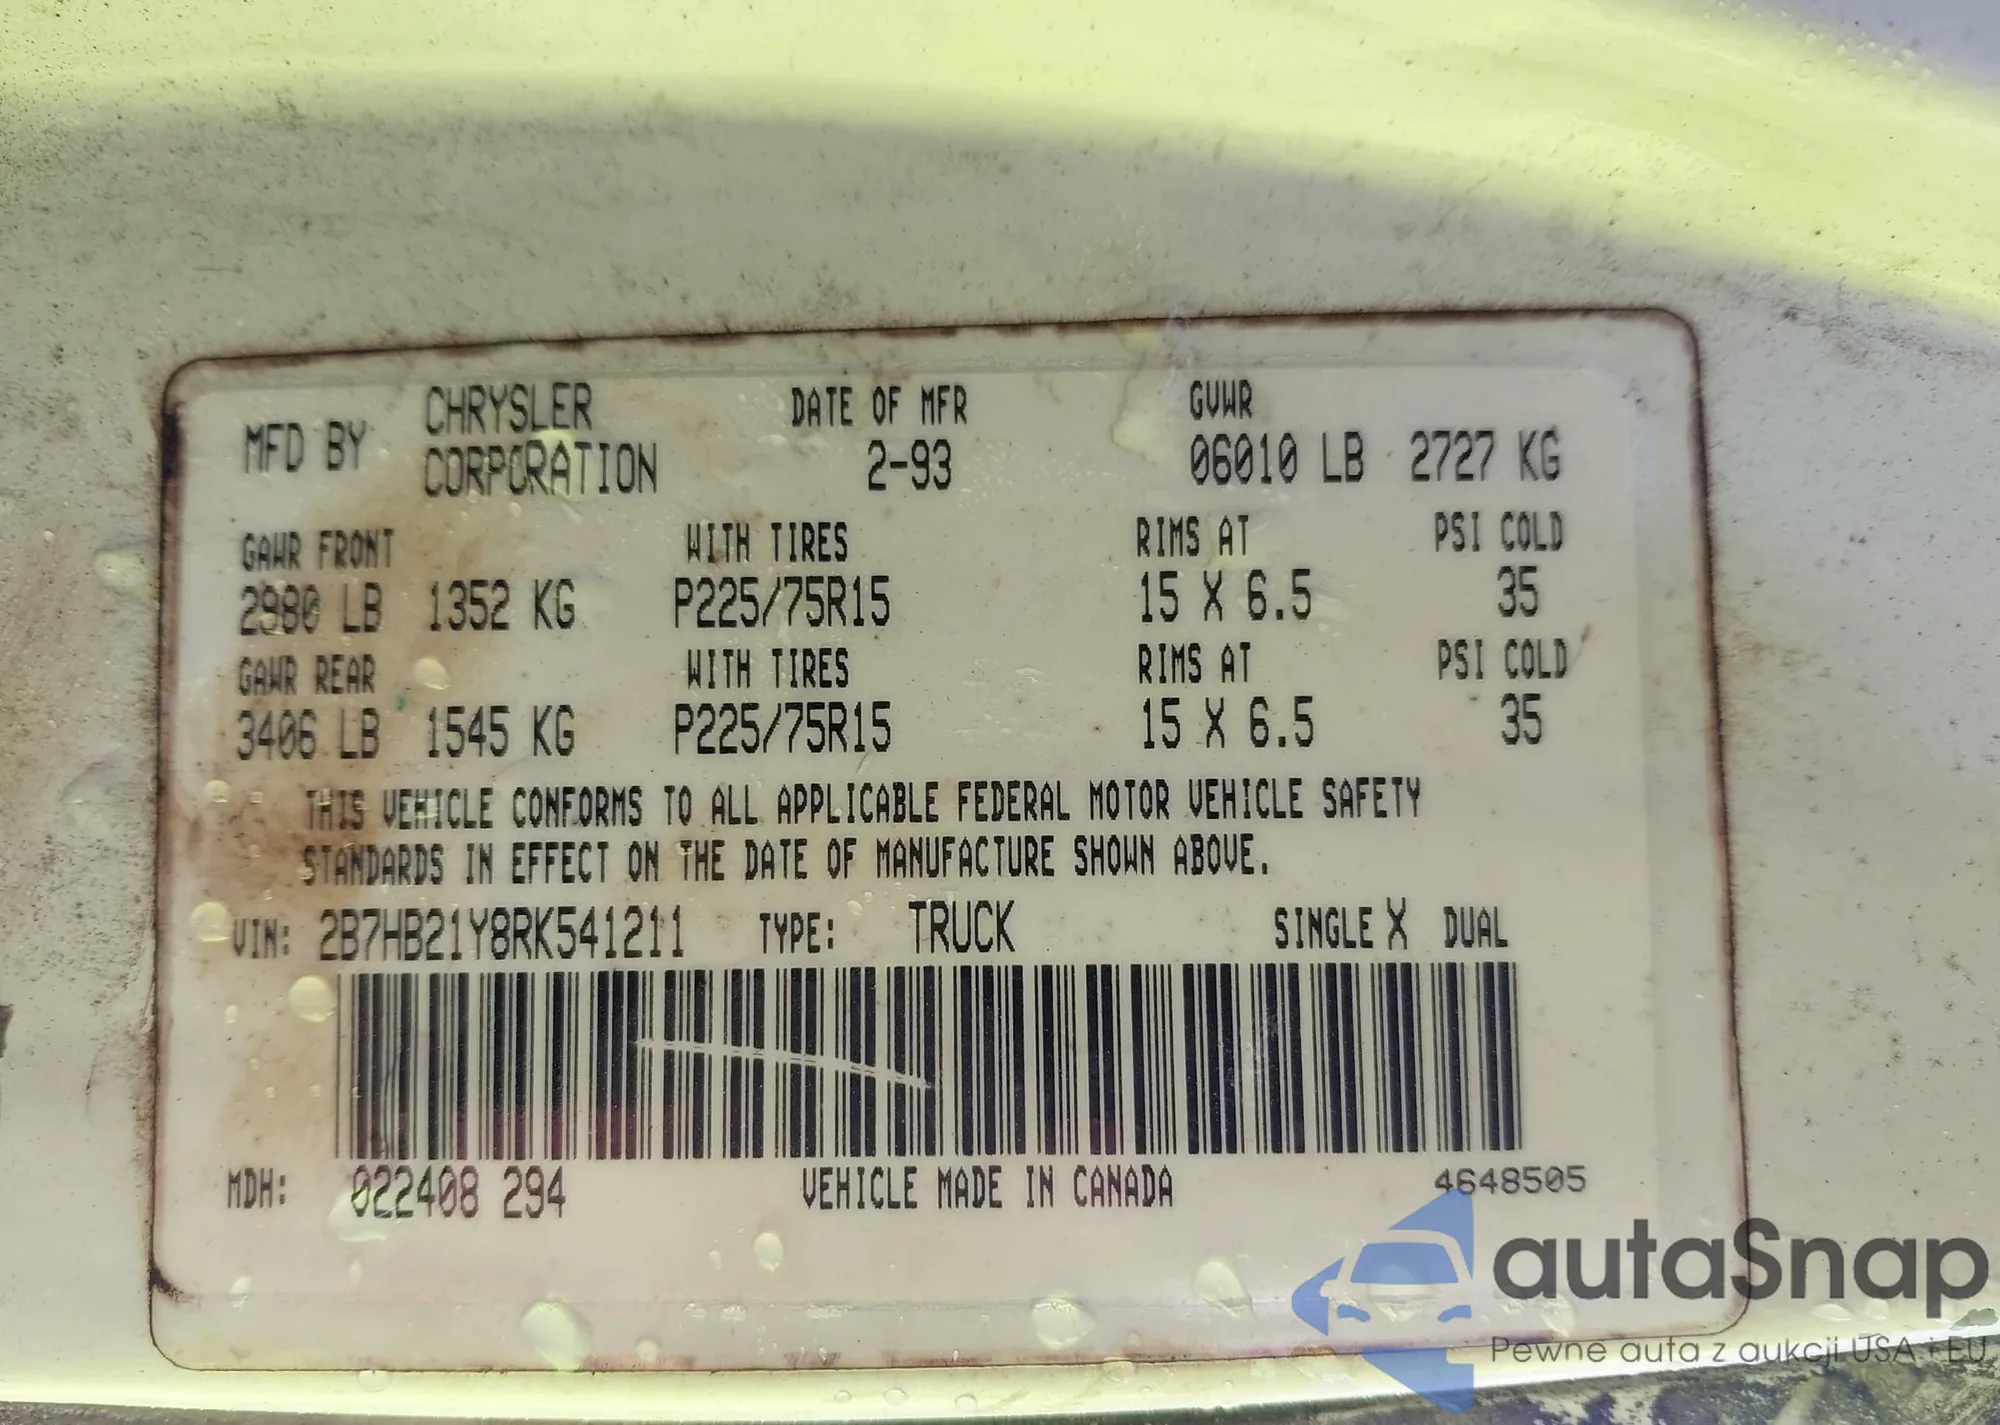 MFD BY CHRYSLER CORPORATION
DATE OF MFR
2-93
GVWR
06010 LB 2727 KG
GAWR FRONT WITH TIRES RIMS AT PSI COLD
2980 LB 1352 KG P225/75R15 15 X 6.5 35
GAWR REAR WITH TIRES RIMS AT PSI COLD
3406 LB 1545 KG P225/75R15 15 X 6.5 35
THIS VEHICLE CONFORMS TO ALL APPLICABLE FEDERAL MOTOR VEHICLE SAFETY
STANDARDS IN EFFECT ON THE DATE OF MANUFACTURE SHOWN ABOVE.
VIN: 2B7HB21Y8RK541211 TYPE: TRUCK SINGLE X DUAL
MDH: 022408 294 VEHICLE MADE IN CANADA 4648505
autaSnap
Pewne auta z aukcji USA i EU